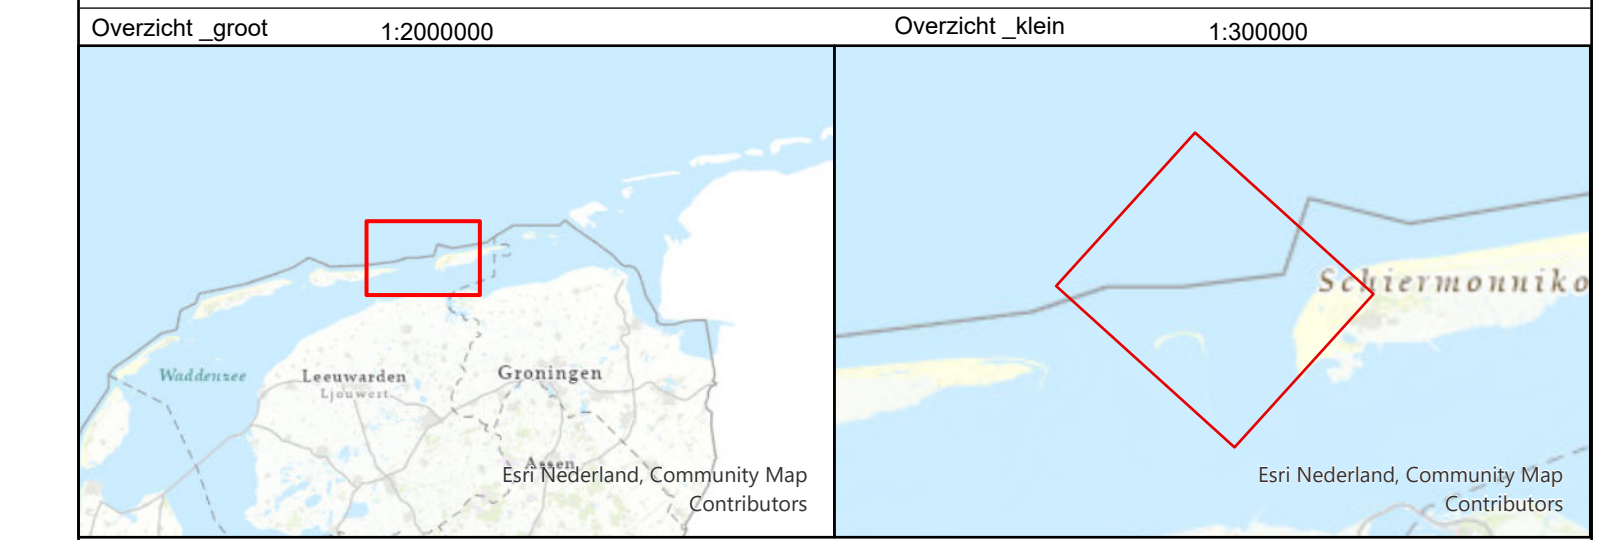 Overzicht _groot 1:2000000
Overzicht _klein 1:300000
Waddenzee
Leeuwarden
Ljouwert
Groningen
Assen
Esri Nederland, Community Map
Contributors
Schiermonniko
Esri Nederland, Community Map
Contributors